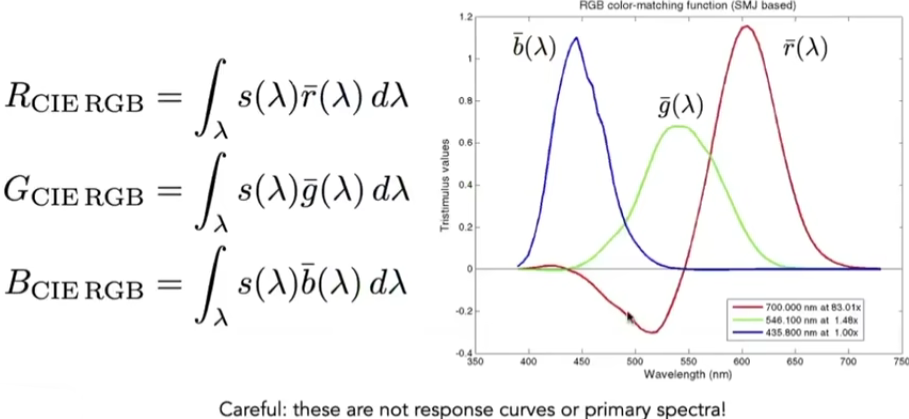 RGB color-matching function (SMJ based)
R_CIE RGB = ∫_λ s(λ)r̄(λ) dλ
G_CIE RGB = ∫_λ s(λ)ḡ(λ) dλ
B_CIE RGB = ∫_λ s(λ)b̄(λ) dλ
b̄(λ)
ḡ(λ)
r̄(λ)
Tristimulus values
1.2
1
0.8
0.6
0.4
0.2
0
-0.2
-0.4
700.000 nm at 83.01x
546.100 nm at 1.48x
435.800 nm at 1.00x
350 400 450 500 550 600 650 700 750
Wavelength (nm)
Careful: these are not response curves or primary spectra!